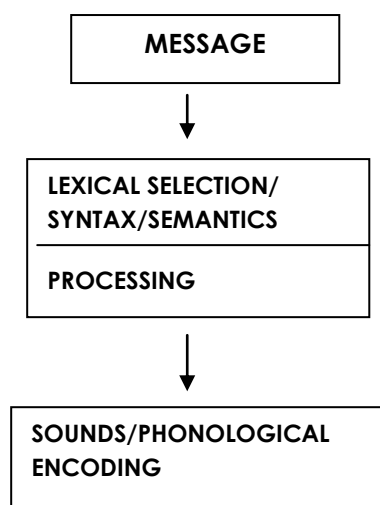 MESSAGE
LEXICAL SELECTION/
SYNTAX/SEMANTICS
PROCESSING
SOUNDS/PHONOLOGICAL
ENCODING